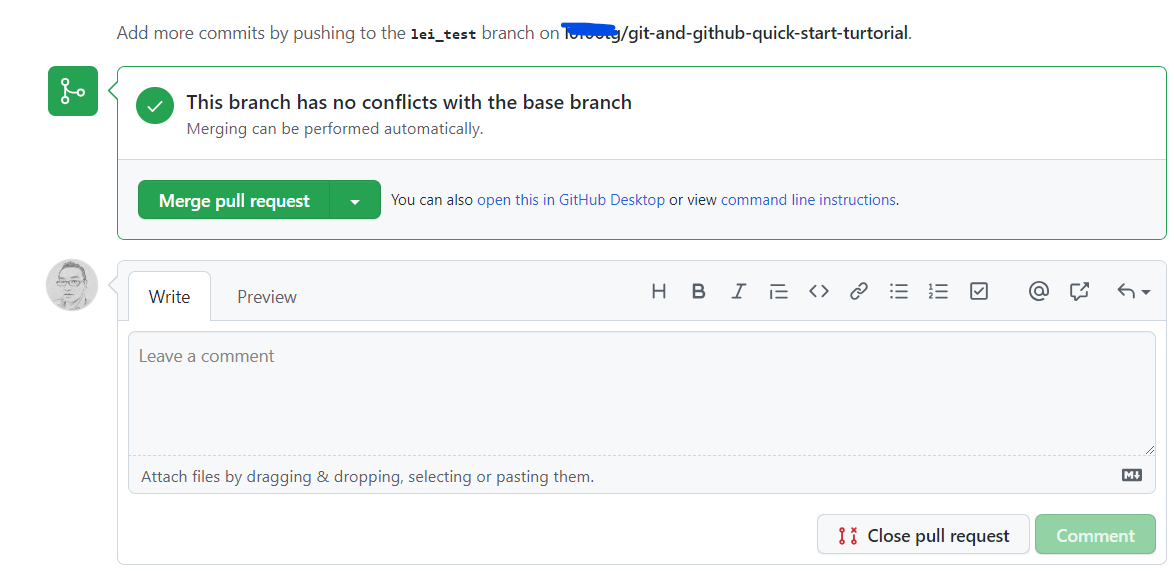 Add more commits by pushing to the lei_test branch on /git-and-github-quick-start-turtorial.
This branch has no conflicts with the base branch
Merging can be performed automatically.
Merge pull request You can also open this in GitHub Desktop or view command line instructions.
Write Preview H B I @
Leave a comment
Attach files by dragging & dropping, selecting or pasting them.
Close pull request Comment